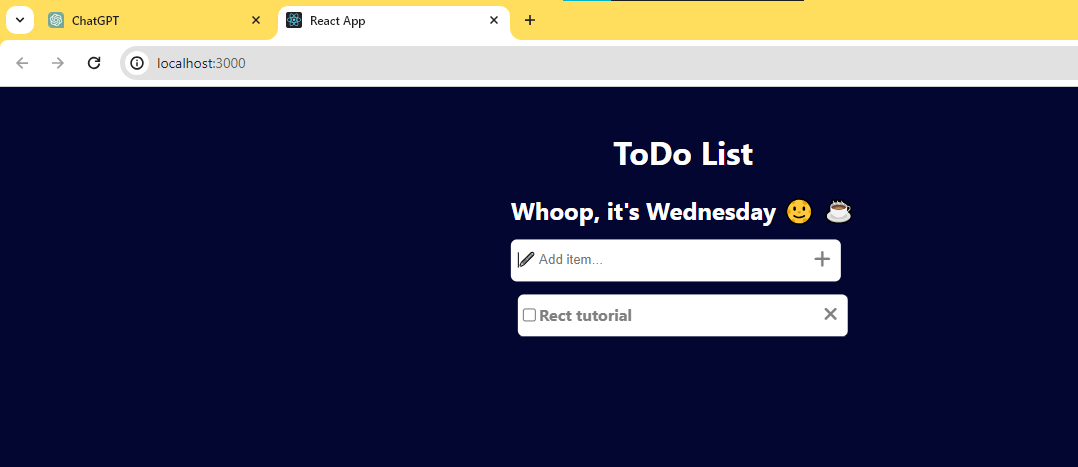 ChatGPT
React App
localhost:3000
ToDo List
Whoop, it's Wednesday 🙂 ☕
Add item...
Rect tutorial